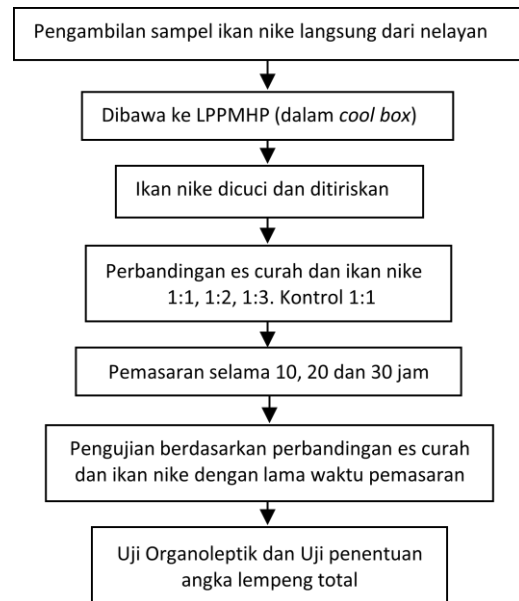 Pengambilan sampel ikan nike langsung dari nelayan
Dibawa ke LPPMHP (dalam cool box)
Ikan nike dicuci dan ditiriskan
Perbandingan es curah dan ikan nike
1:1, 1:2, 1:3. Kontrol 1:1
Pemasaran selama 10, 20 dan 30 jam
Pengujian berdasarkan perbandingan es curah
dan ikan nike dengan lama waktu pemasaran
Uji Organoleptik dan Uji penentuan
angka lempeng total